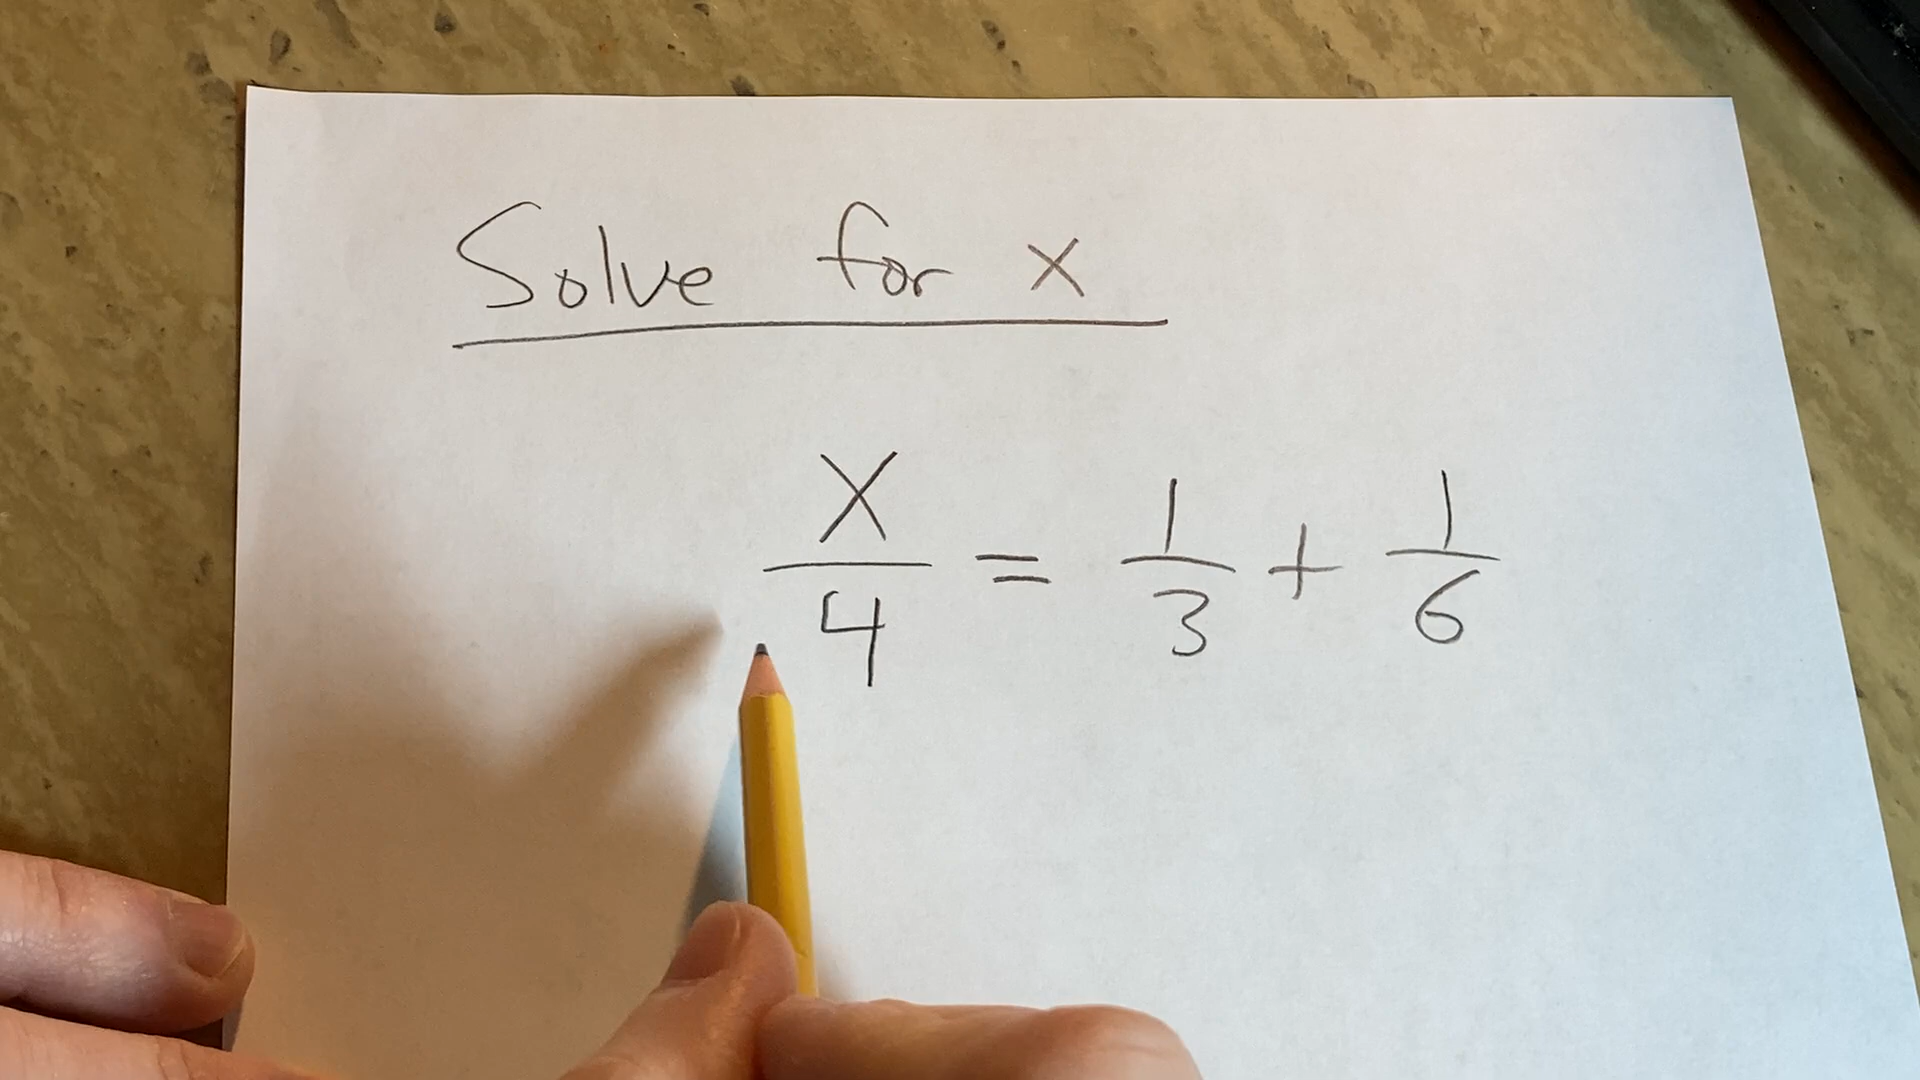 Solve for x
X/4 = 1/3 + 1/6